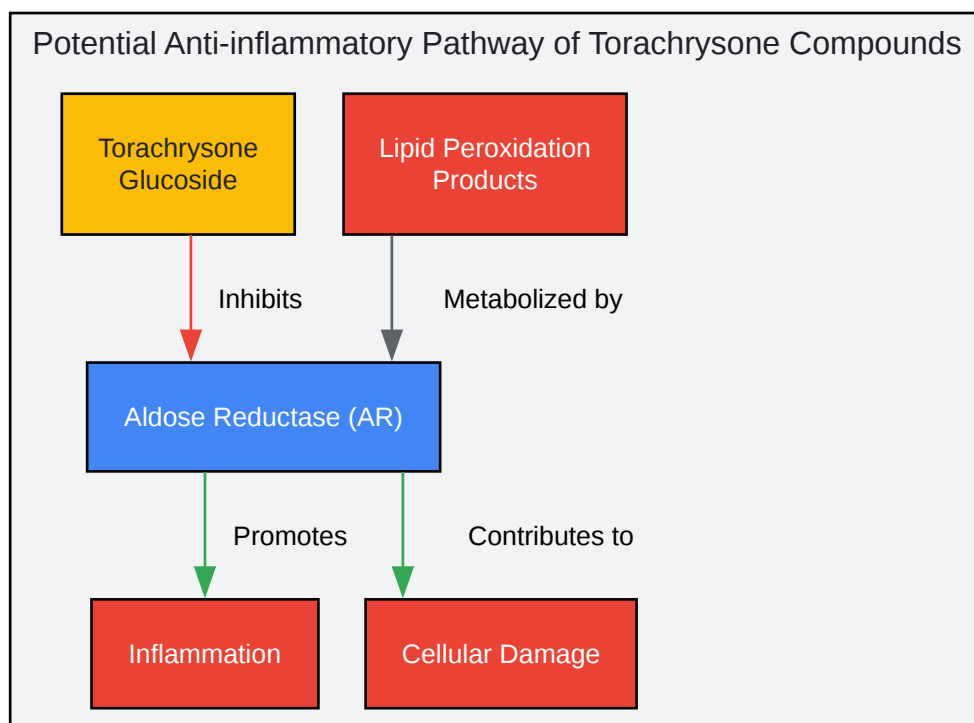 Potential Anti-inflammatory Pathway of Torachrysone Compounds
Torachrysone
Glucoside
Lipid Peroxidation
Products
Inhibits
Metabolized by
Aldose Reductase (AR)
Promotes
Contributes to
Inflammation
Cellular Damage